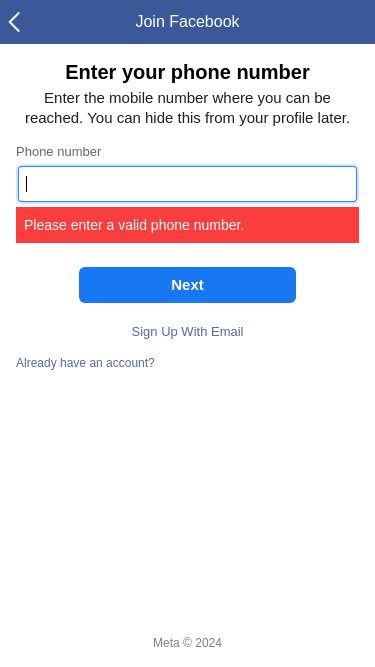 Join Facebook
Enter your phone number
Enter the mobile number where you can be
reached. You can hide this from your profile later.
Phone number
Please enter a valid phone number.
Next
Sign Up With Email
Already have an account?
Meta © 2024